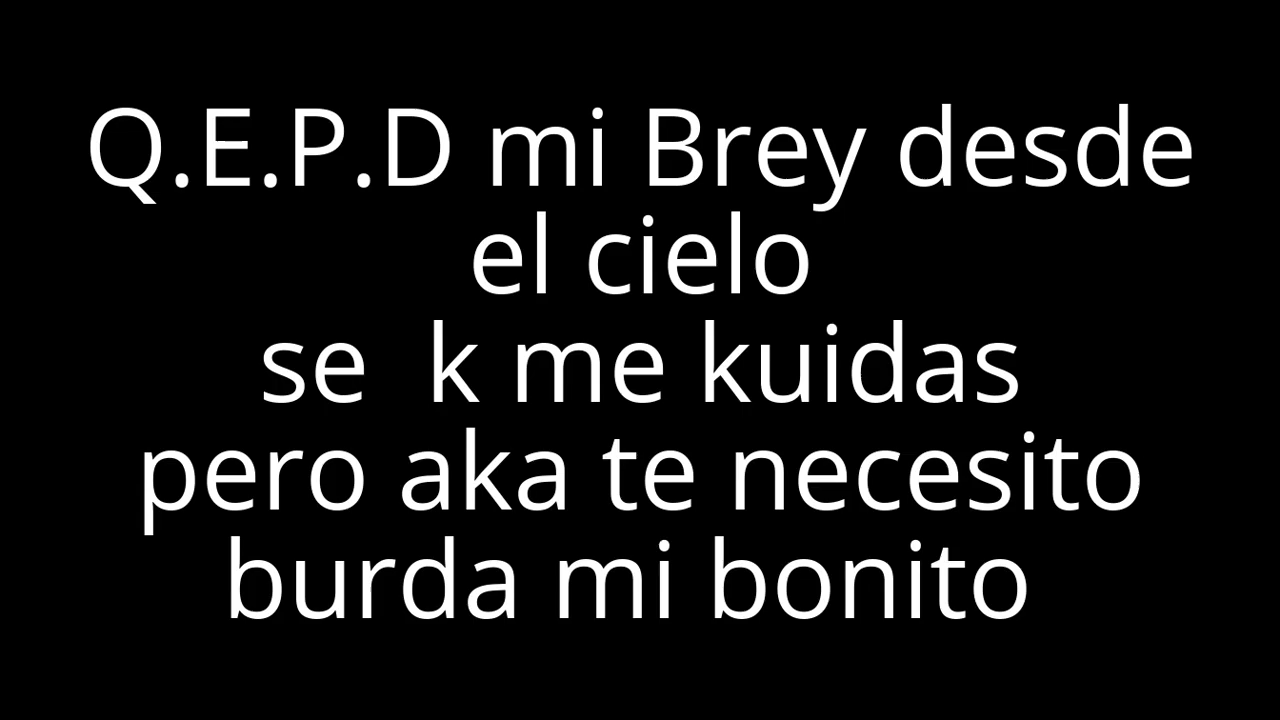 Q.E.P.D mi Brey desde
el cielo
se  k me kuidas
pero aka te necesito
burda mi bonito